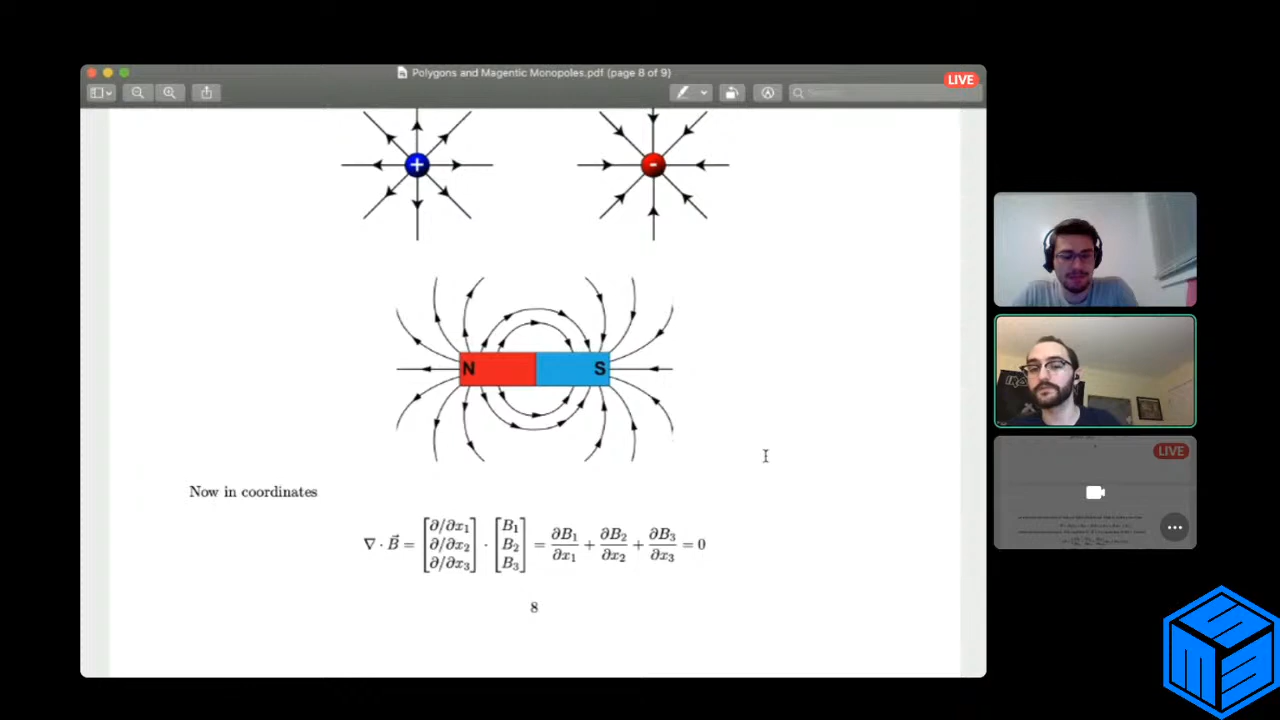 Polygons and Magentic Monopoles.pdf (page 8 of 9)
LIVE
Search
+
-
N
S
LIVE
Now in coordinates
∇ · B⃗ = [∂/∂x₁ ∂/∂x₂ ∂/∂x₃] · [B₁ B₂ B₃] = ∂B₁/∂x₁ + ∂B₂/∂x₂ + ∂B₃/∂x₃ = 0
8